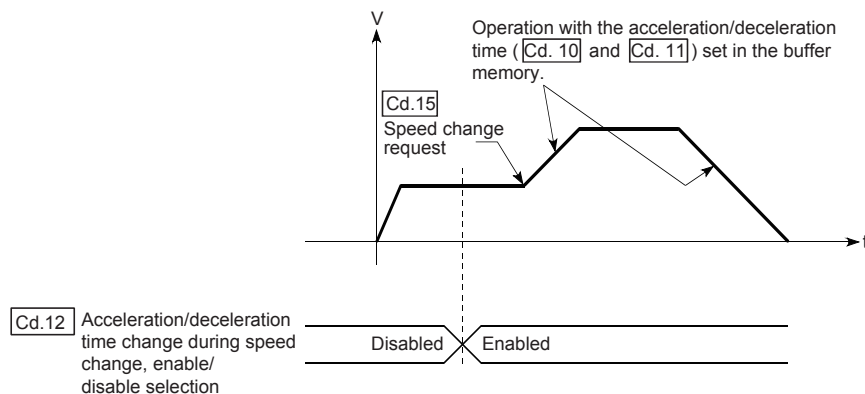 V
Operation with the acceleration/deceleration
time ( Cd. 10 and Cd. 11 ) set in the buffer
memory.
Cd.15
Speed change
request
t
Cd.12 Acceleration/deceleration
time change during speed
change, enable/
disable selection
Disabled Enabled